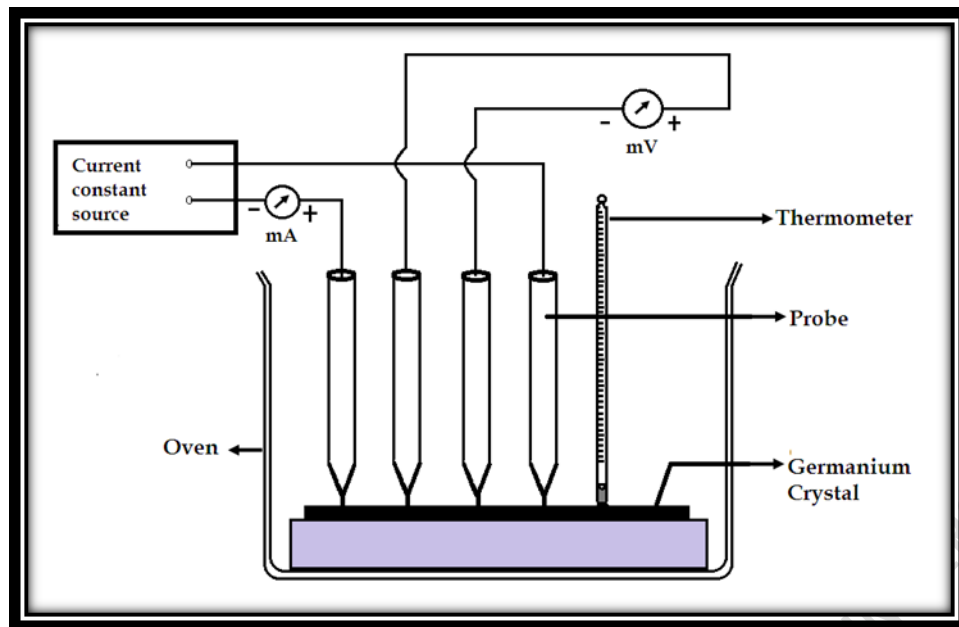 - +
mV
Current
constant
source
- +
mA
Thermometer
Probe
Oven
Germanium
Crystal